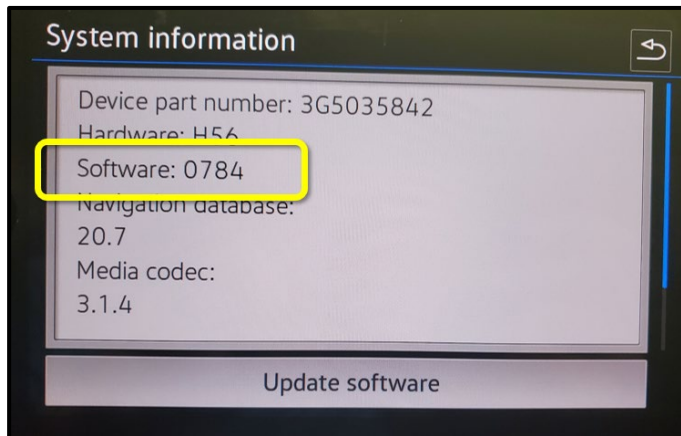 System information
Device part number: 3G5035842
Hardware: H56
Software: 0784
Navigation database:
20.7
Media codec:
3.1.4
Update software